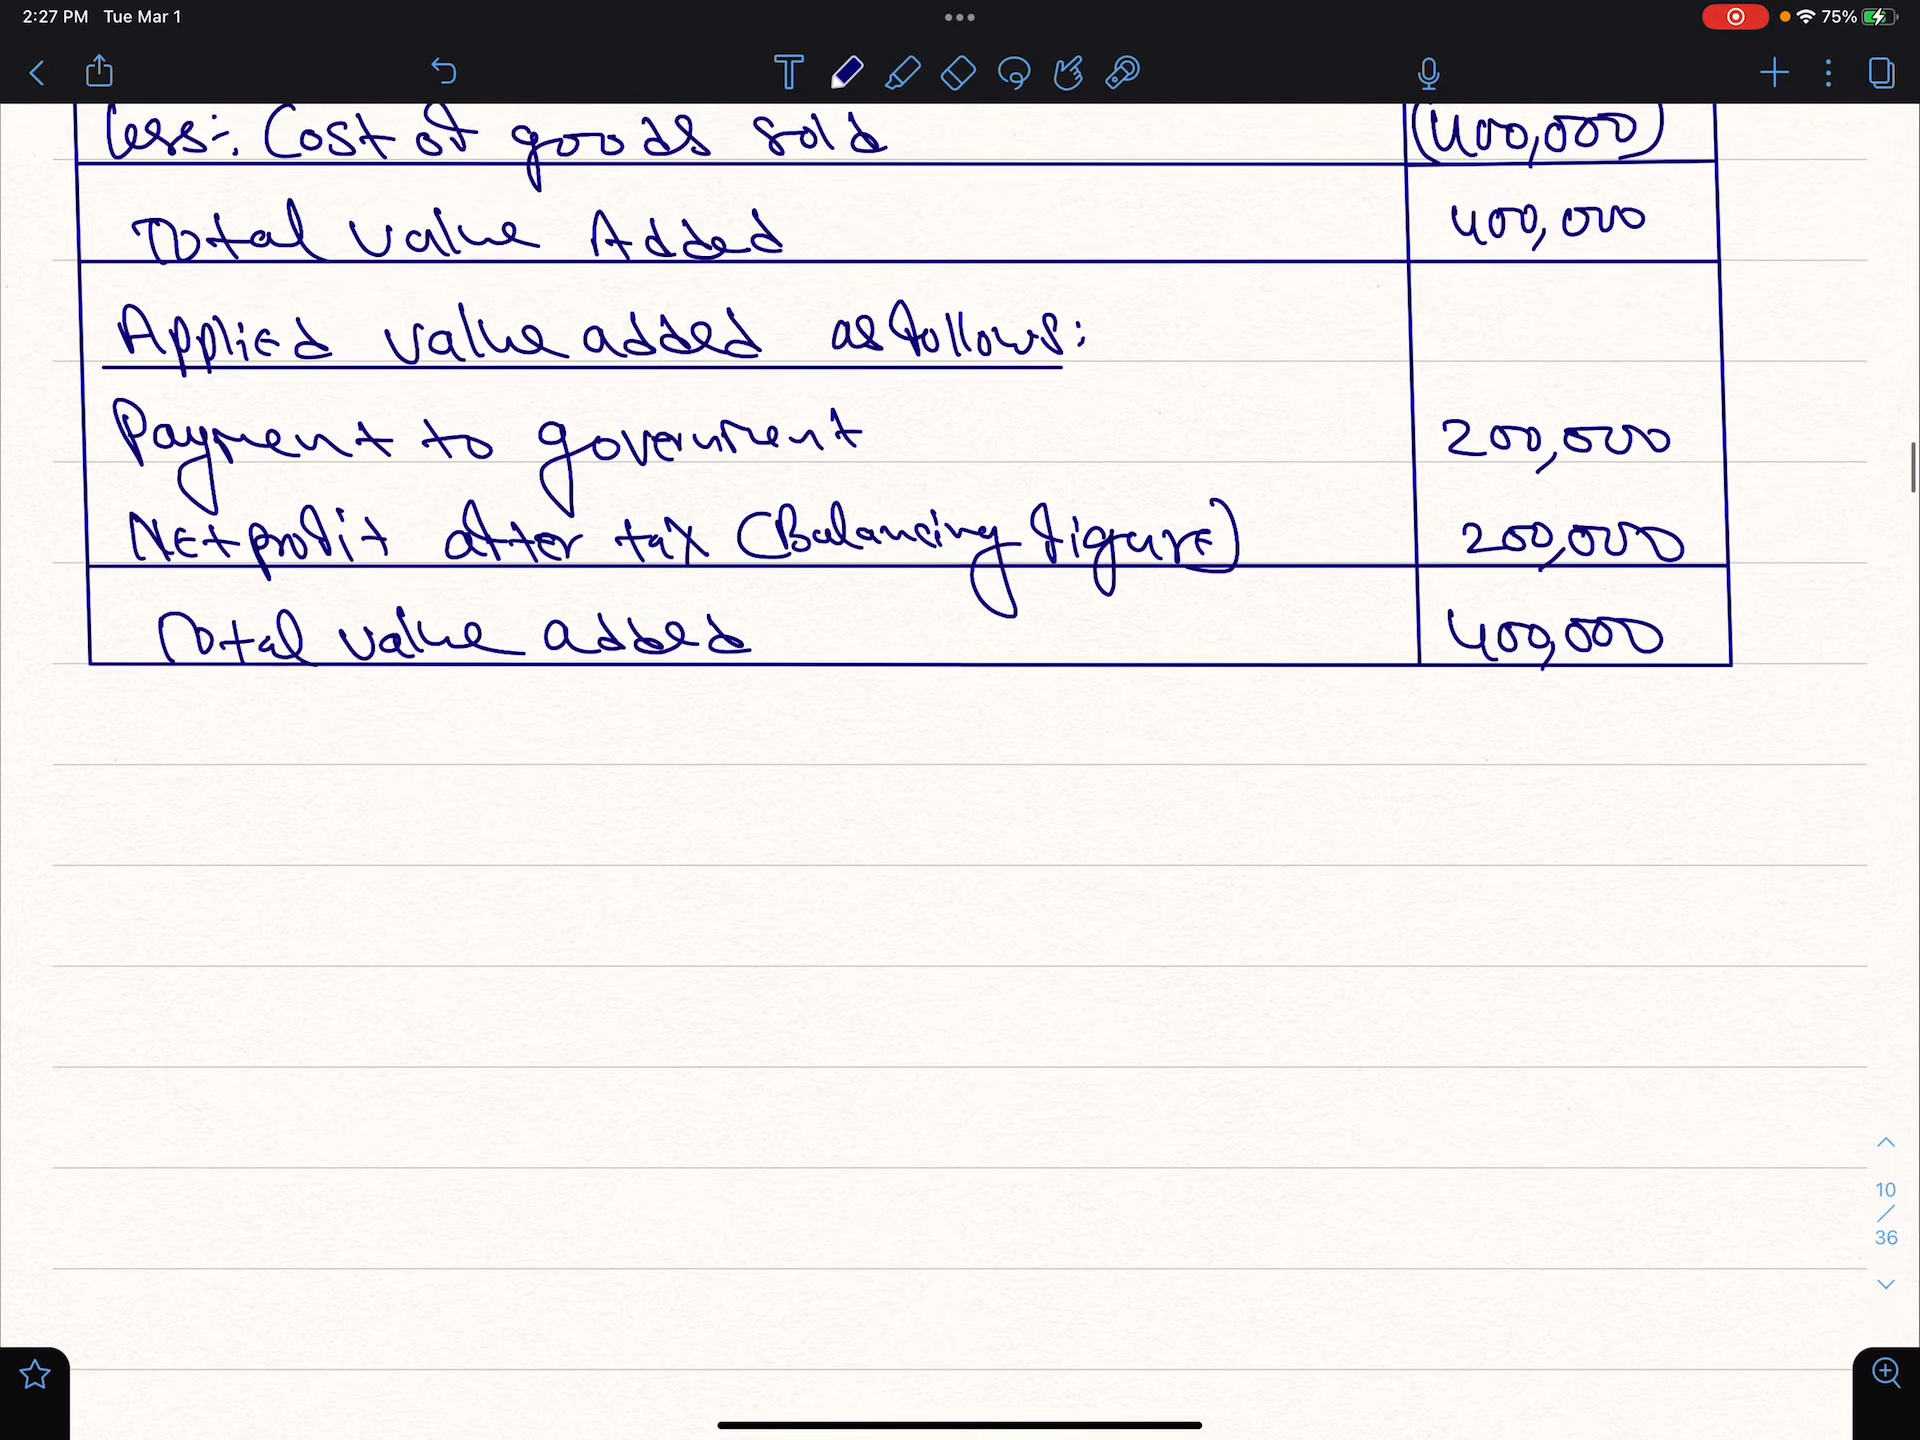 2:27 PM Tue Mar 1
75%
Less:- Cost of goods sold (400,000)
Total value Added 400,000
Applied value added as follows:
Payment to government 200,000
Net profit after tax (Balancing figure) 200,000
Total value added 400,000
10
/
36